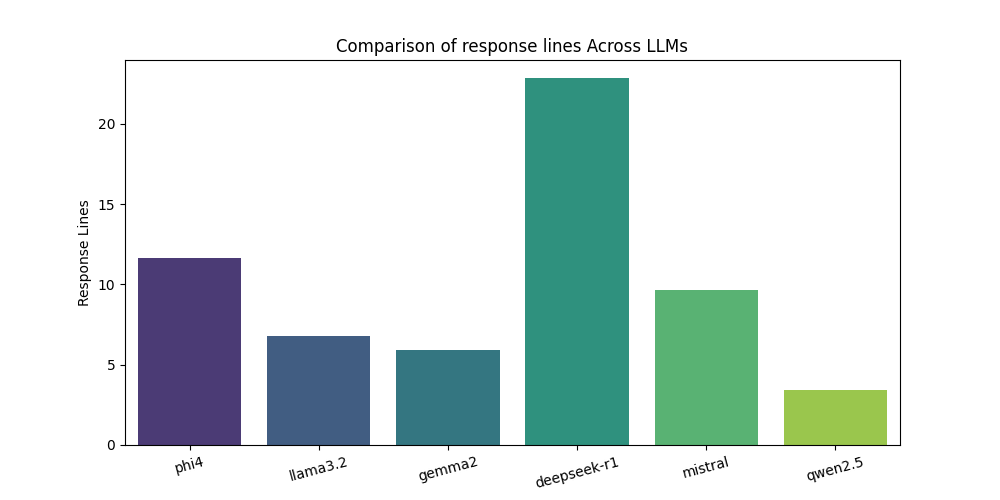 Comparison of response lines Across LLMs
Response Lines
20
15
10
5
0
phi4
llama3.2
gemma2
deepseek-r1
mistral
qwen2.5